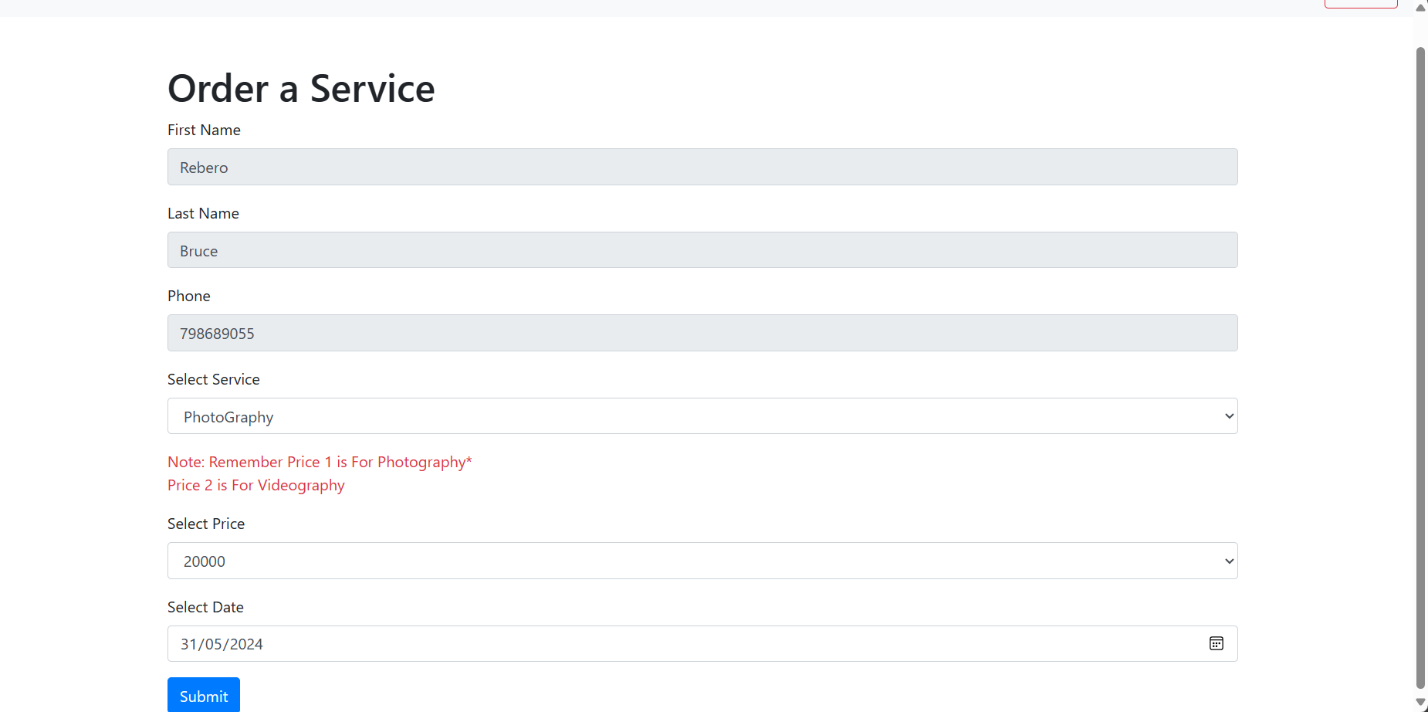 Order a Service
First Name
Rebero
Last Name
Bruce
Phone
798689055
Select Service
PhotoGraphy
Note: Remember Price 1 is For Photography*
Price 2 is For Videography
Select Price
20000
Select Date
31/05/2024
Submit